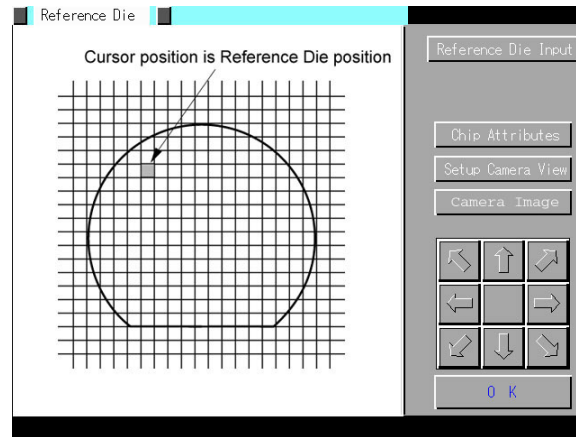 Reference Die
Cursor position is Reference Die position
Reference Die Input
Chip Attributes
Setup Camera View
Camera Image
O K